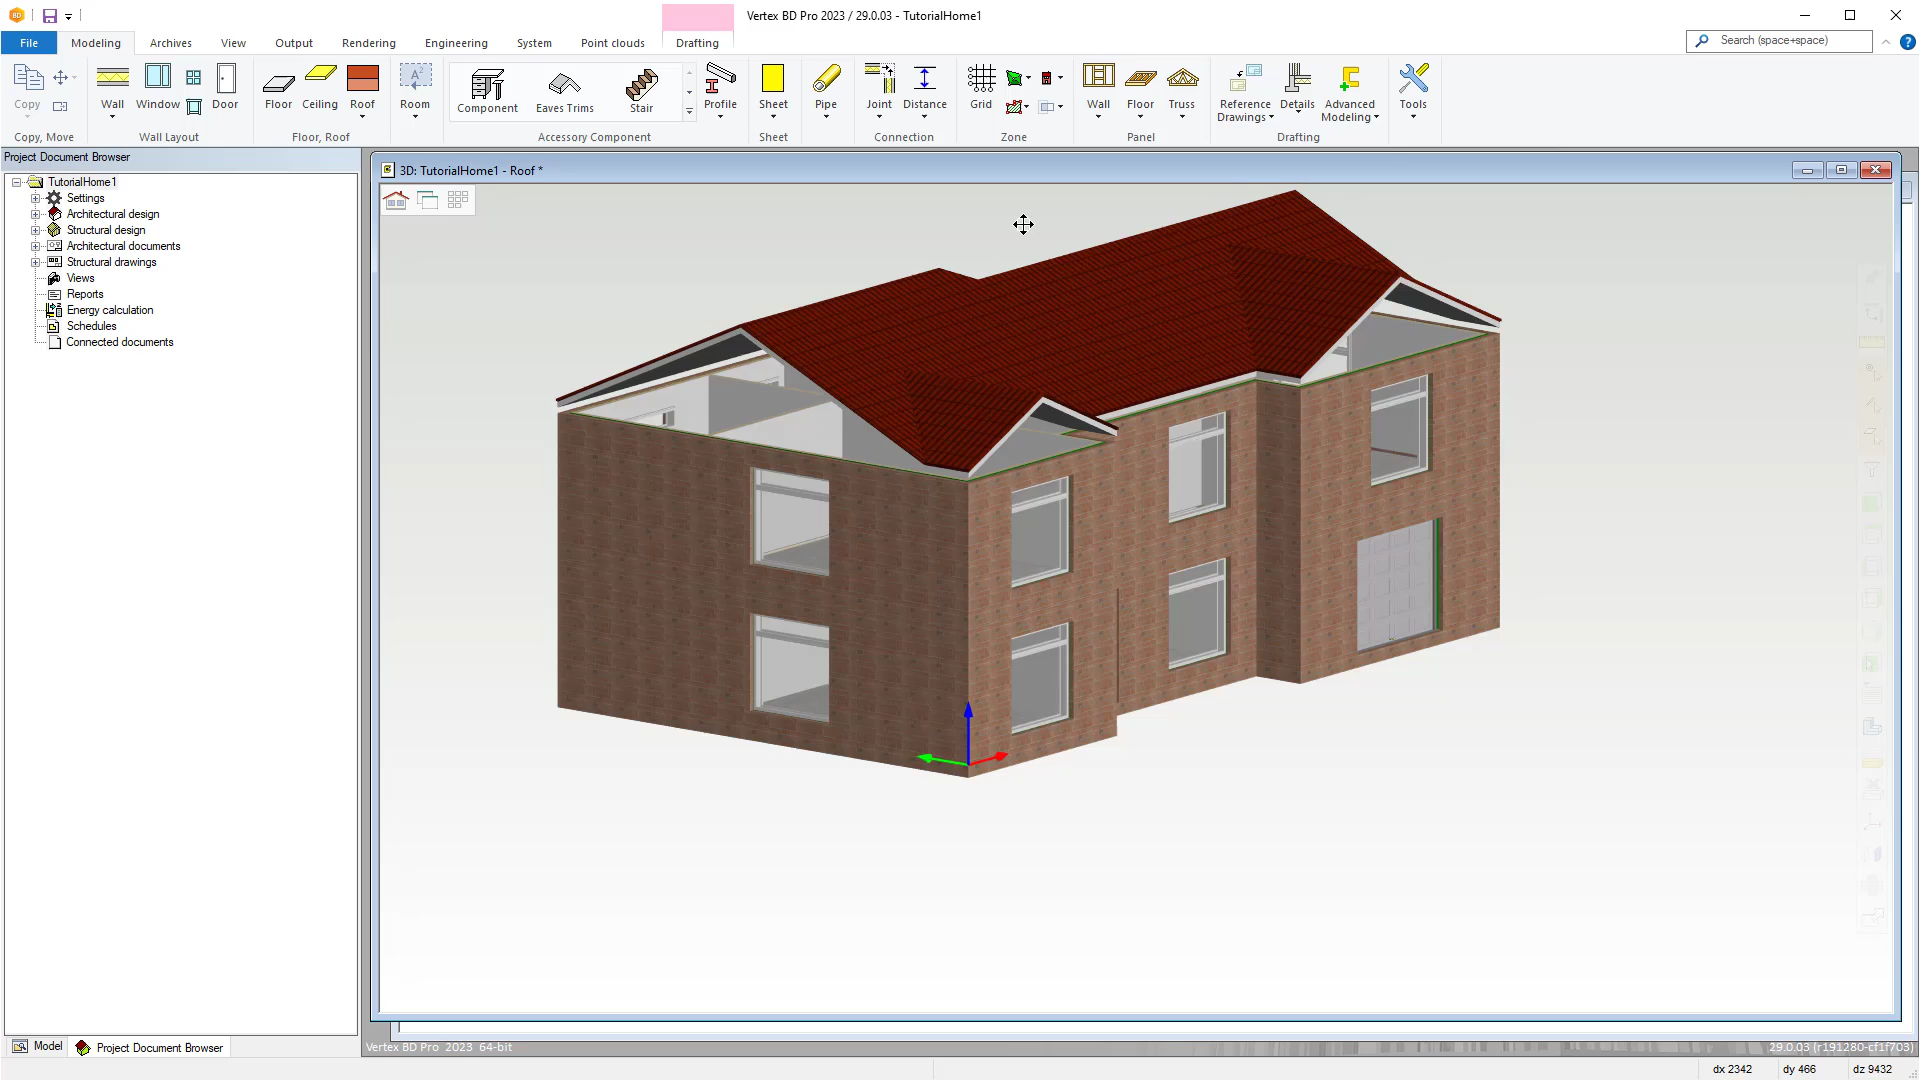 BD
Vertex BD Pro 2023 / 29.0.03 - TutorialHome1
File
Modeling
Archives
View
Output
Rendering
Engineering
System
Point clouds
Drafting
Search (space+space)
?
Copy
Wall
Window
Door
Floor
Ceiling
Roof
Room
Component
Eaves Trims
Stair
Profile
Sheet
Pipe
Joint
Distance
Grid
Wall
Floor
Truss
Reference Drawings
Details
Advanced Modeling
Tools
Copy, Move
Wall Layout
Floor, Roof
Accessory Component
Sheet
Connection
Zone
Panel
Drafting
Project Document Browser
3D: TutorialHome1 - Roof *
TutorialHome1
Settings
Architectural design
Structural design
Architectural documents
Structural drawings
Views
Reports
Energy calculation
Schedules
Connected documents
Model
Project Document Browser
Vertex BD Pro 2023 64-bit
29.0.03 (r191280-cf1f703)
dx 2342
dy 466
dz 9432